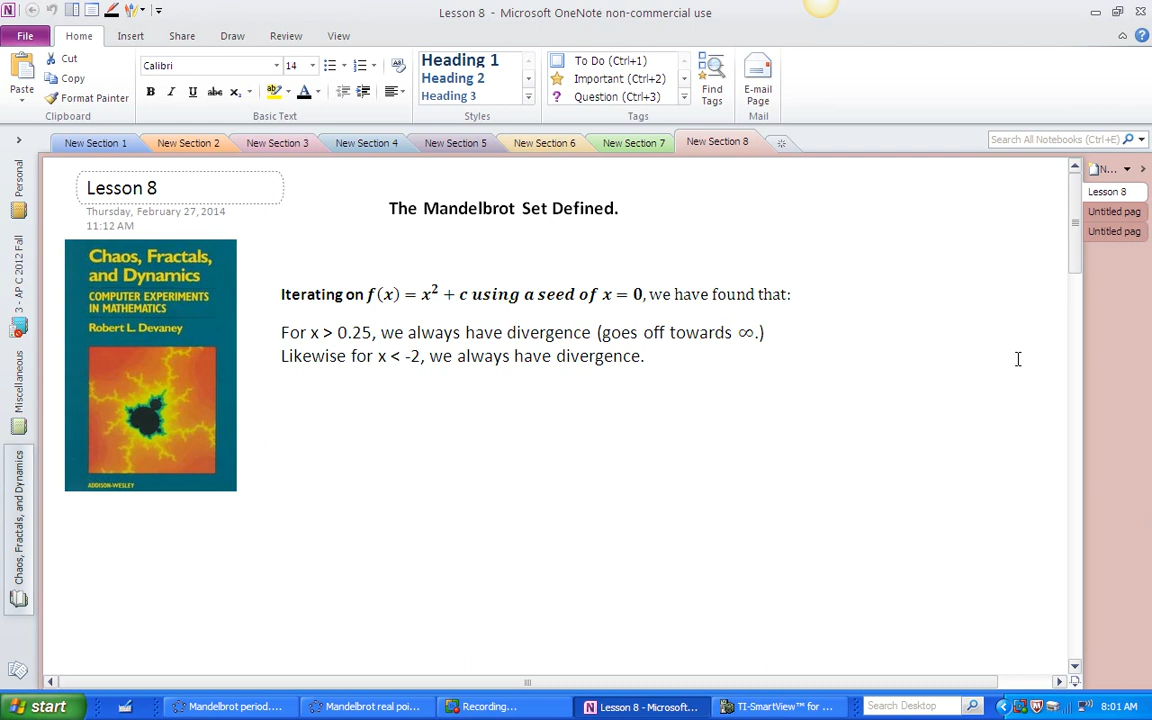 Lesson 8 - Microsoft OneNote non-commercial use
File Home Insert Share Draw Review View
Paste
Cut
Copy
Format Painter
Clipboard
Calibri 14
B I U abc x₂ A
Basic Text
Heading 1
Heading 2
Heading 3
Styles
To Do (Ctrl+1)
Important (Ctrl+2)
Question (Ctrl+3)
Tags
Find
Tags
E-mail
Page
Mail
New Section 1 New Section 2 New Section 3 New Section 4 New Section 5 New Section 6 New Section 7 New Section 8
Search All Notebooks (Ctrl+E)
Personal
3 - AP C 2012 Fall
Miscellaneous
Chaos, Fractals, and Dynamics
N...
Lesson 8
Untitled pag
Untitled pag
Lesson 8
Thursday, February 27, 2014
11:12 AM
The Mandelbrot Set Defined.
Chaos, Fractals,
and Dynamics
COMPUTER EXPERIMENTS
IN MATHEMATICS
Robert L. Devaney
ADDISON-WESLEY
Iterating on f(x) = x² + c using a seed of x = 0, we have found that:
For x > 0.25, we always have divergence (goes off towards ∞.)
Likewise for x < -2, we always have divergence.
start
Mandelbrot period....
Mandelbrot real poi...
Recording...
Lesson 8 - Microsoft...
TI-SmartView™ for ...
Search Desktop
8:01 AM